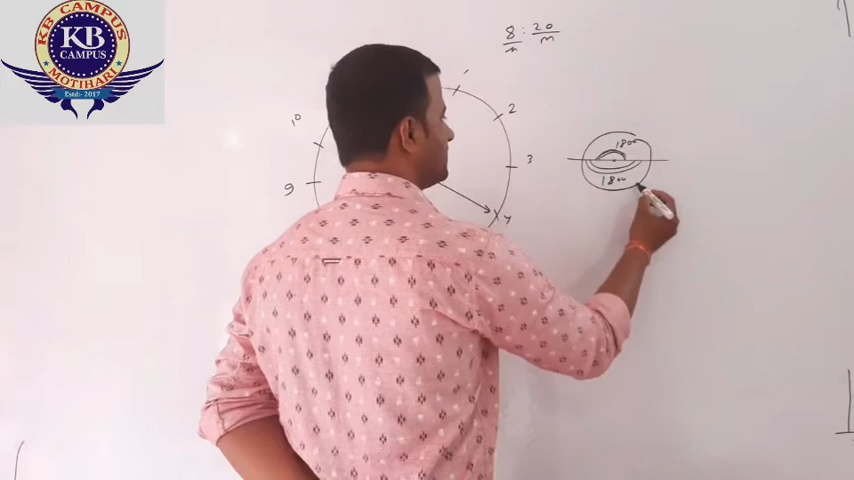 KB CAMPUS
KB
CAMPUS
MOTIHARI
Estd:- 2017
8 : 20
h m
10
9
1
2
3
4
180°
180°